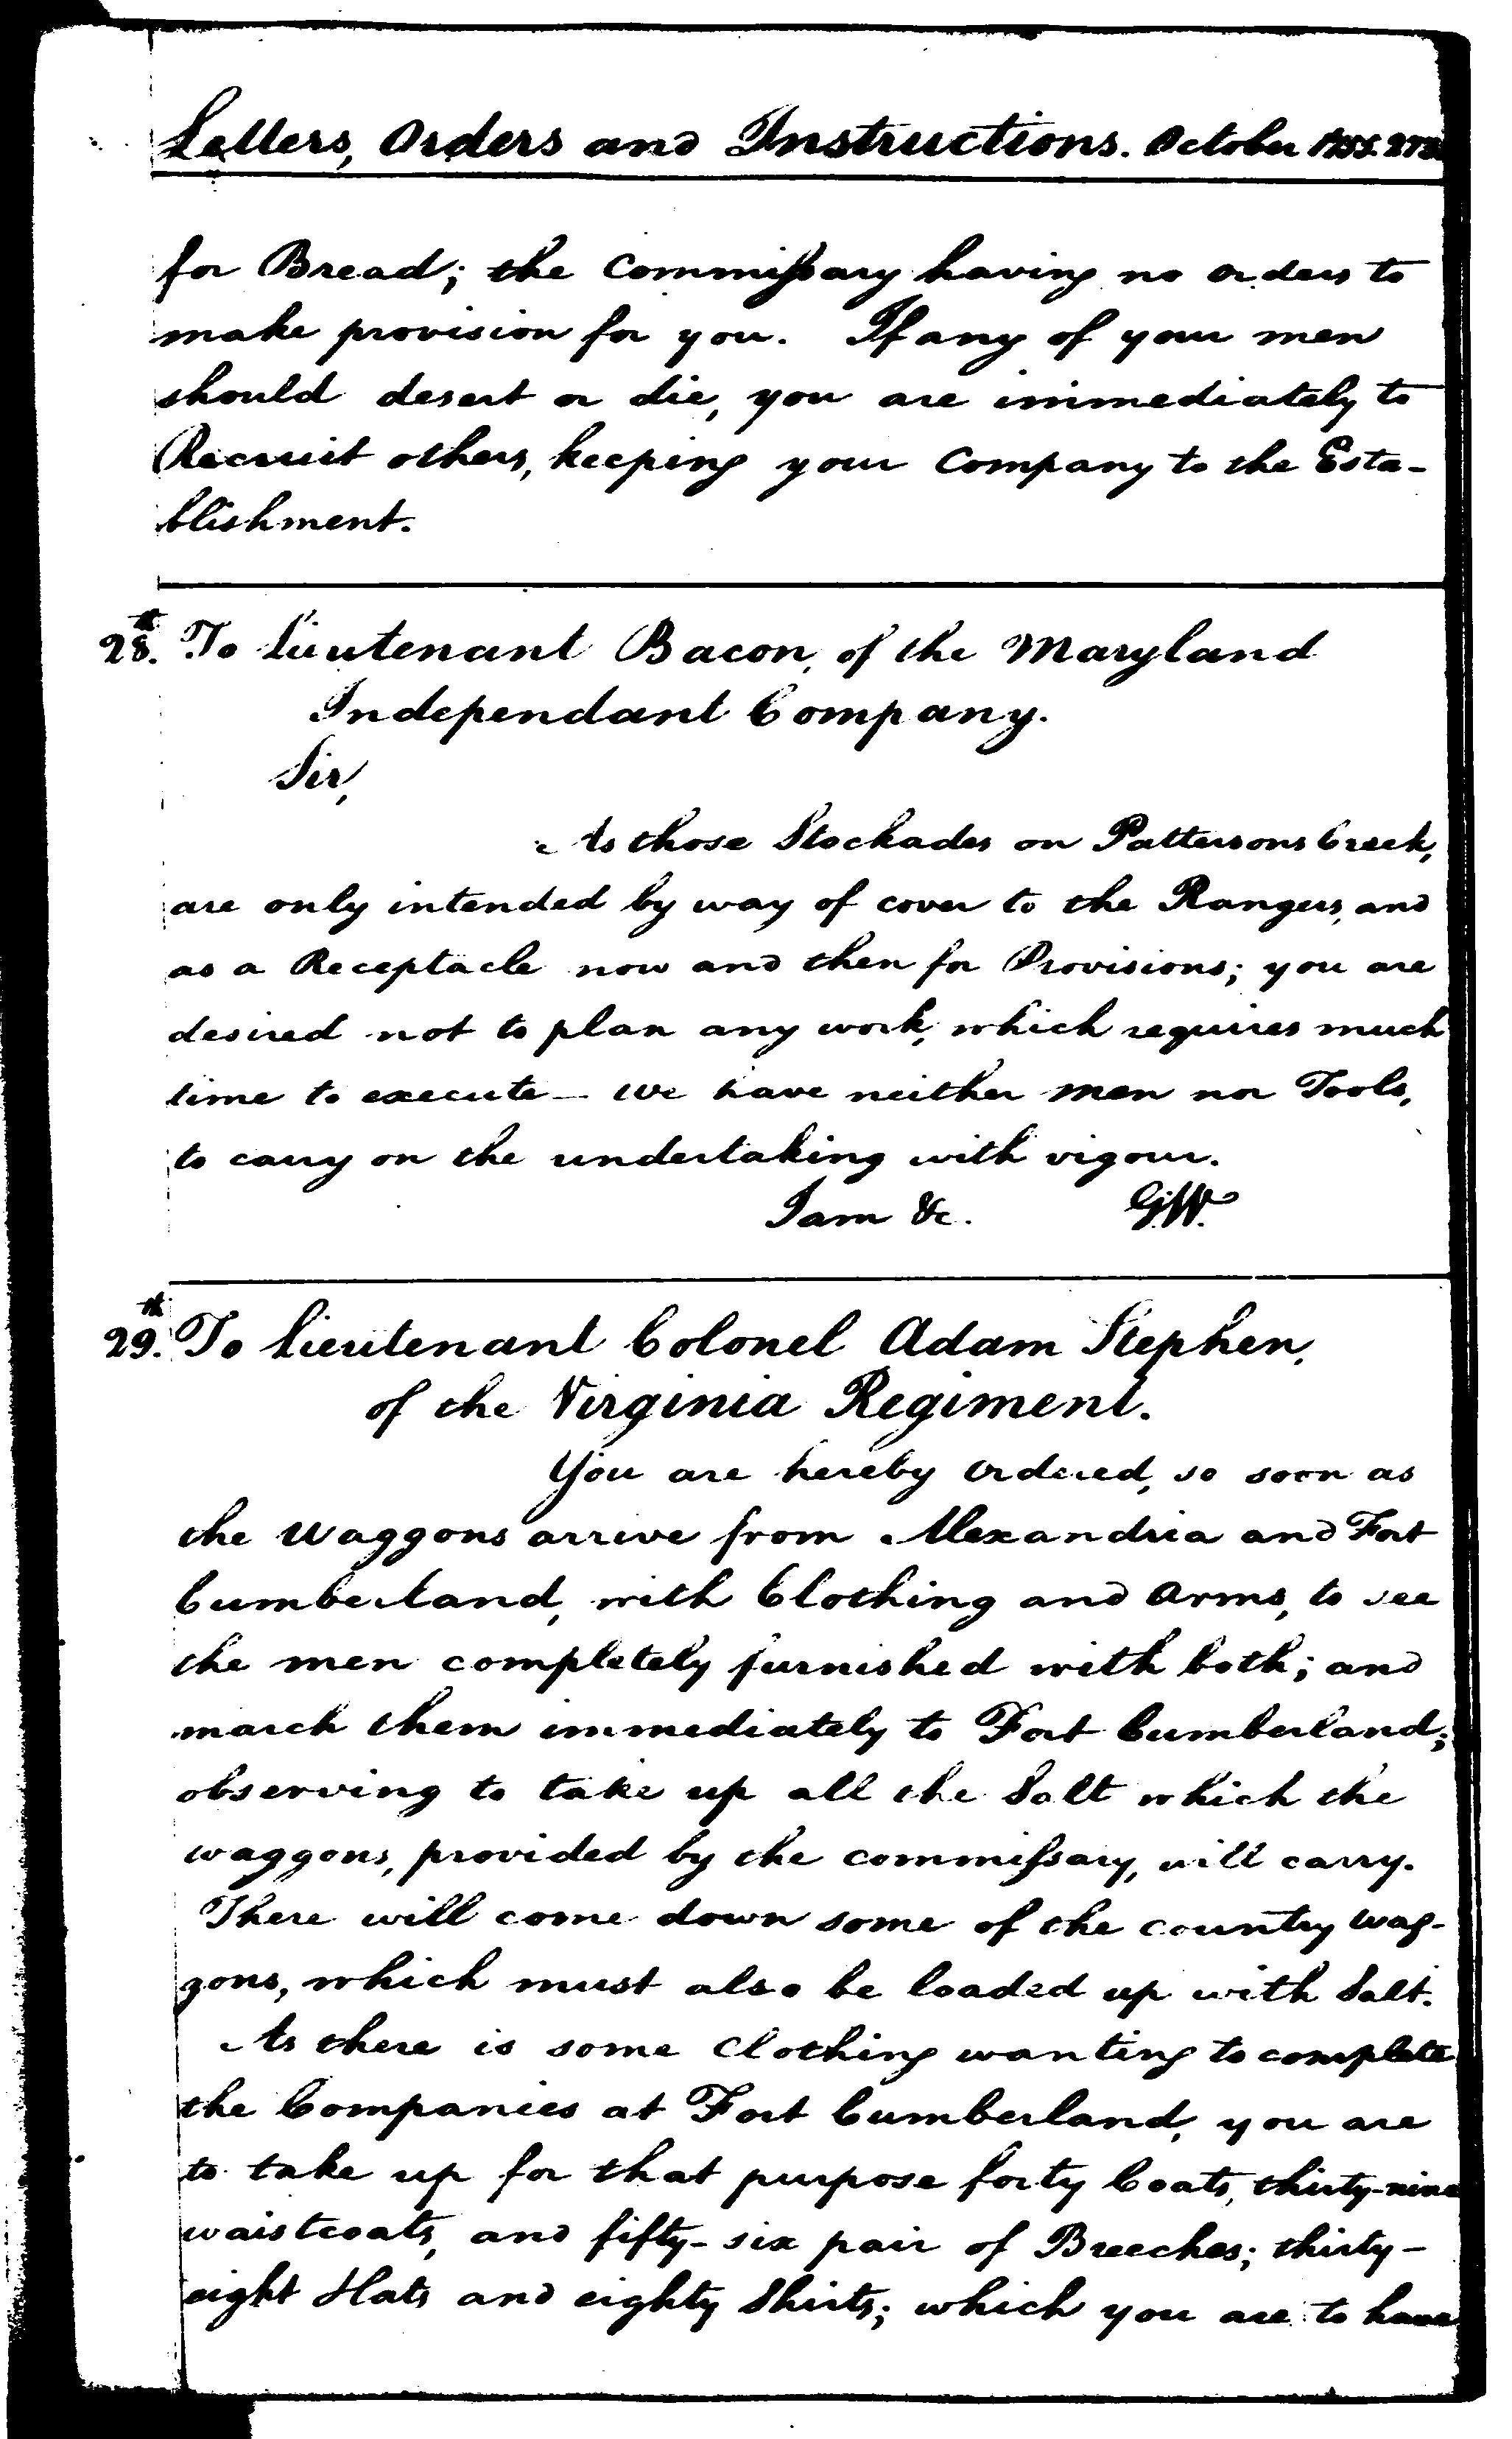 Letters, Orders and Instructions. October 1755.
for Bread; the Commissary having no orders to
make provision for you. If any of your men
should desert or die, you are immediately to
Recruit others, keeping your Company to the Esta-
blishment.
28th. To Lieutenant Bacon, of the Maryland
Independant Company.
Sir,
As those Stockades on Pattersons Creek,
are only intended by way of cover to the Rangers, and
as a Receptacle now and then for Provisions; you are
desired not to plan any work, which requires much
time to execute— we have neither men nor Tools,
to carry on the undertaking with vigour.
I am &c. G:W.
29th. To Lieutenant Colonel Adam Stephen,
of the Virginia Regiment.
You are hereby Ordered, so soon as
the Waggons arrive from Alexandria and Fort
Cumberland, with Clothing and Arms, to see
the men completely furnished with both; and
march them immediately to Fort Cumberland;
observing to take up all the Salt which the
waggons, provided by the commissary, will carry.
There will come down some of the country wag-
gons, which must also be loaded up with Salt.
As there is some Clothing wanting to complete
the Companies at Fort Cumberland, you are
to take up for that purpose forty Coats, thirty-nine
waistcoats, and fifty-six pair of Breeches; thirty-
eight Hats and eighty Shirts; which you are to have